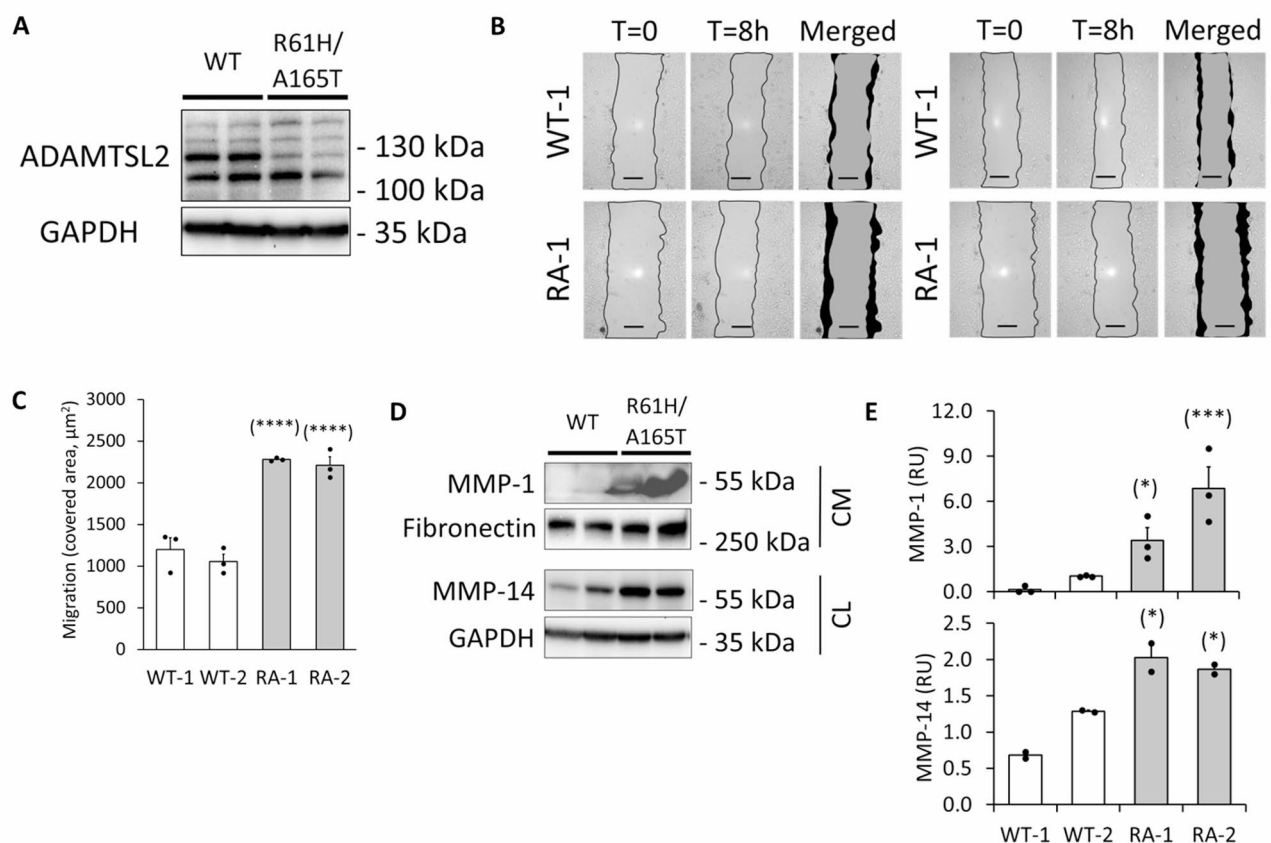 A
WT
R61H/
A165T
ADAMTSL2
- 130 kDa
- 100 kDa
GAPDH
- 35 kDa
B
T=0 T=8h Merged
T=0 T=8h Merged
WT-1
WT-1
RA-1
RA-1
C
Migration (covered area, µm²)
3000
2500
2000
1500
1000
500
0
(****)
(****)
WT-1 WT-2 RA-1 RA-2
D
WT
R61H/
A165T
MMP-1
- 55 kDa
Fibronectin
- 250 kDa
CM
MMP-14
- 55 kDa
GAPDH
- 35 kDa
CL
E
MMP-1 (RU)
12.0
9.0
6.0
3.0
0.0
(*)
(***)
MMP-14 (RU)
2.5
2.0
1.5
1.0
0.5
0.0
(*)
(*)
WT-1 WT-2 RA-1 RA-2